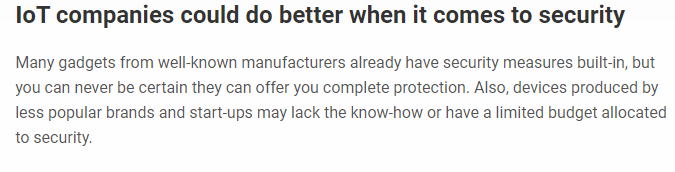 IoT companies could do better when it comes to security
Many gadgets from well-known manufacturers already have security measures built-in, but
you can never be certain they can offer you complete protection. Also, devices produced by
less popular brands and start-ups may lack the know-how or have a limited budget allocated
to security.